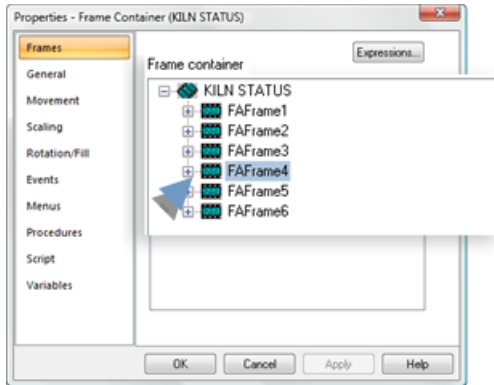 Properties - Frame Container (KILN STATUS)
Frames
General
Movement
Scaling
Rotation/Fill
Events
Menus
Procedures
Script
Variables
Expressions...
Frame container
KILN STATUS
FAFrame1
FAFrame2
FAFrame3
FAFrame4
FAFrame5
FAFrame6
OK Cancel Apply Help